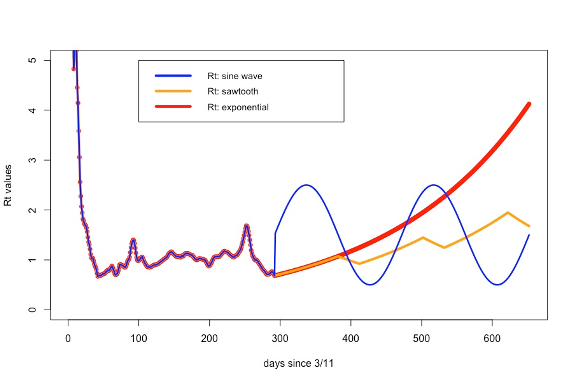 Rt: sine wave
Rt: sawtooth
Rt: exponential
Rt values
5
4
3
2
1
0
0 100 200 300 400 500 600
days since 3/11